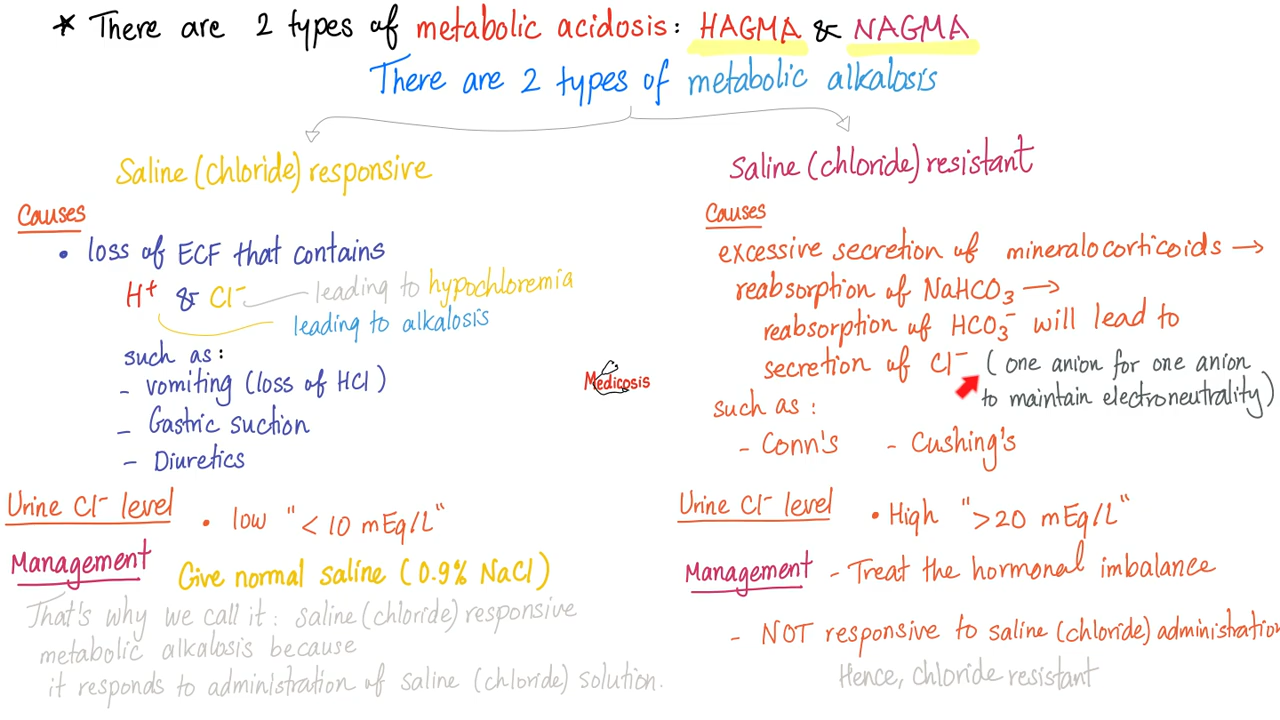 * There are 2 types of metabolic acidosis: HAGMA & NAGMA
There are 2 types of metabolic alkalosis
Saline (chloride) responsive
Causes
• loss of ECF that contains
H⁺ & Cl⁻ leading to hypochloremia
leading to alkalosis
such as:
- vomiting (loss of HCl)
- Gastric suction
- Diuretics
Urine Cl⁻ level
• low "< 10 mEq/L"
Management
Give normal saline (0.9% NaCl)
That's why we call it: saline (chloride) responsive
metabolic alkalosis because
it responds to administration of saline (chloride) solution.
Medicosis
Saline (chloride) resistant
Causes
excessive secretion of mineralocorticoids →
reabsorption of NaHCO₃ →
reabsorption of HCO₃⁻ will lead to
secretion of Cl⁻ (one anion for one anion
to maintain electroneutrality)
such as:
- Conn's - Cushing's
Urine Cl⁻ level
• High ">20 mEq/L"
Management - Treat the hormonal imbalance
- NOT responsive to saline (chloride) administration
Hence, chloride resistant